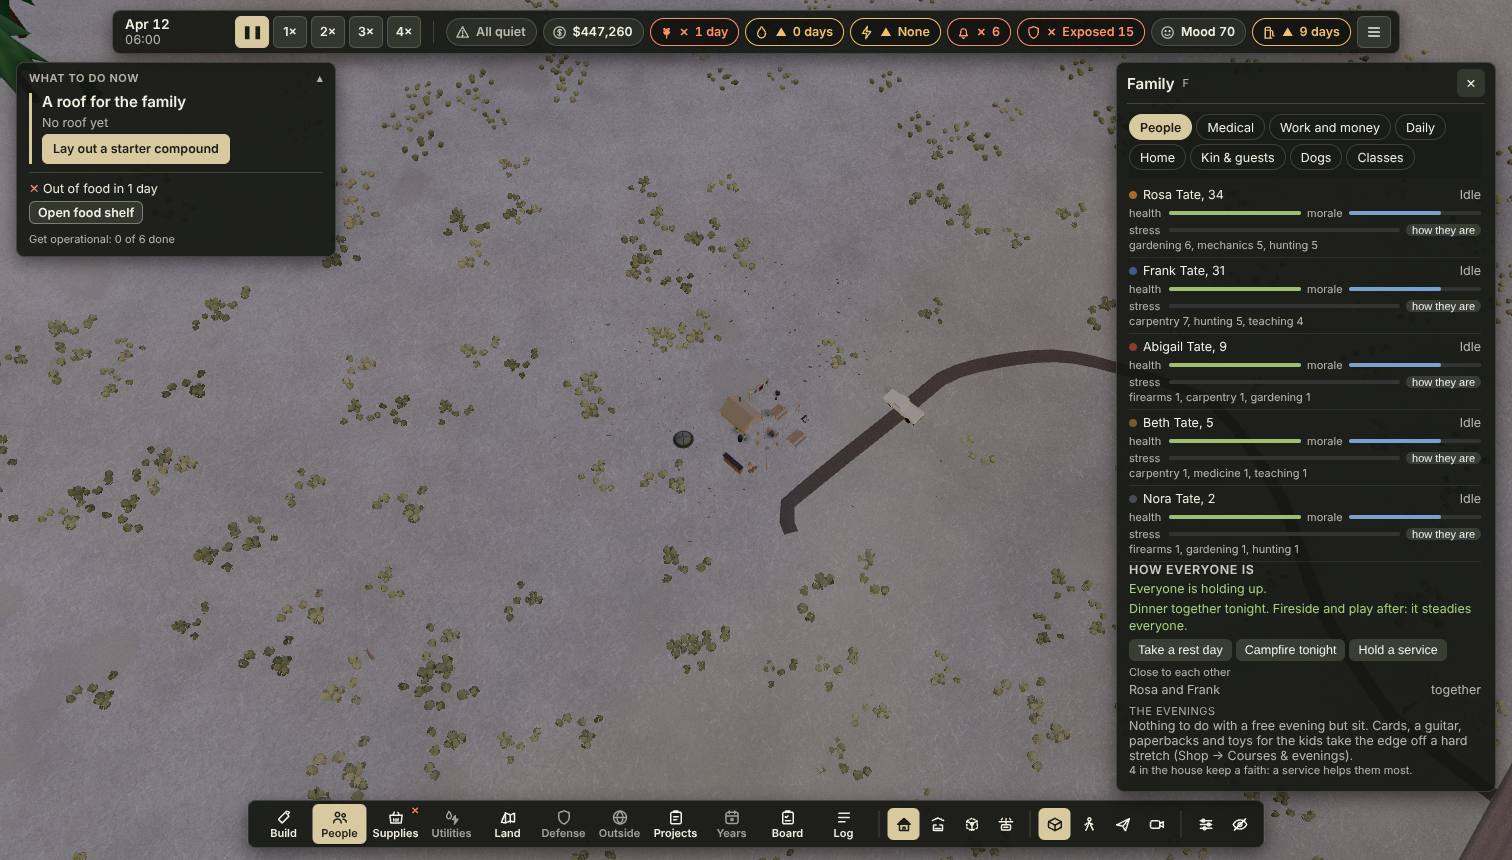 Apr 12
06:00
1×
2×
3×
4×
All quiet
$447,260
× 1 day
▲ 0 days
▲ None
× 6
× Exposed 15
Mood 70
▲ 9 days
WHAT TO DO NOW ▲
A roof for the family
No roof yet
Lay out a starter compound
✕ Out of food in 1 day
Open food shelf
Get operational: 0 of 6 done
Family F ×
People Medical Work and money Daily
Home Kin & guests Dogs Classes
Rosa Tate, 34 Idle
health morale
stress how they are
gardening 6, mechanics 5, hunting 5
Frank Tate, 31 Idle
health morale
stress how they are
carpentry 7, hunting 5, teaching 4
Abigail Tate, 9 Idle
health morale
stress how they are
firearms 1, carpentry 1, gardening 1
Beth Tate, 5 Idle
health morale
stress how they are
carpentry 1, medicine 1, teaching 1
Nora Tate, 2 Idle
health morale
stress how they are
firearms 1, gardening 1, hunting 1
HOW EVERYONE IS
Everyone is holding up.
Dinner together tonight. Fireside and play after: it steadies
everyone.
Take a rest day Campfire tonight Hold a service
Close to each other
Rosa and Frank together
THE EVENINGS
Nothing to do with a free evening but sit. Cards, a guitar,
paperbacks and toys for the kids take the edge off a hard
stretch (Shop → Courses & evenings).
4 in the house keep a faith: a service helps them most.
Build People Supplies × Utilities Land Defense Outside Projects Years Board Log